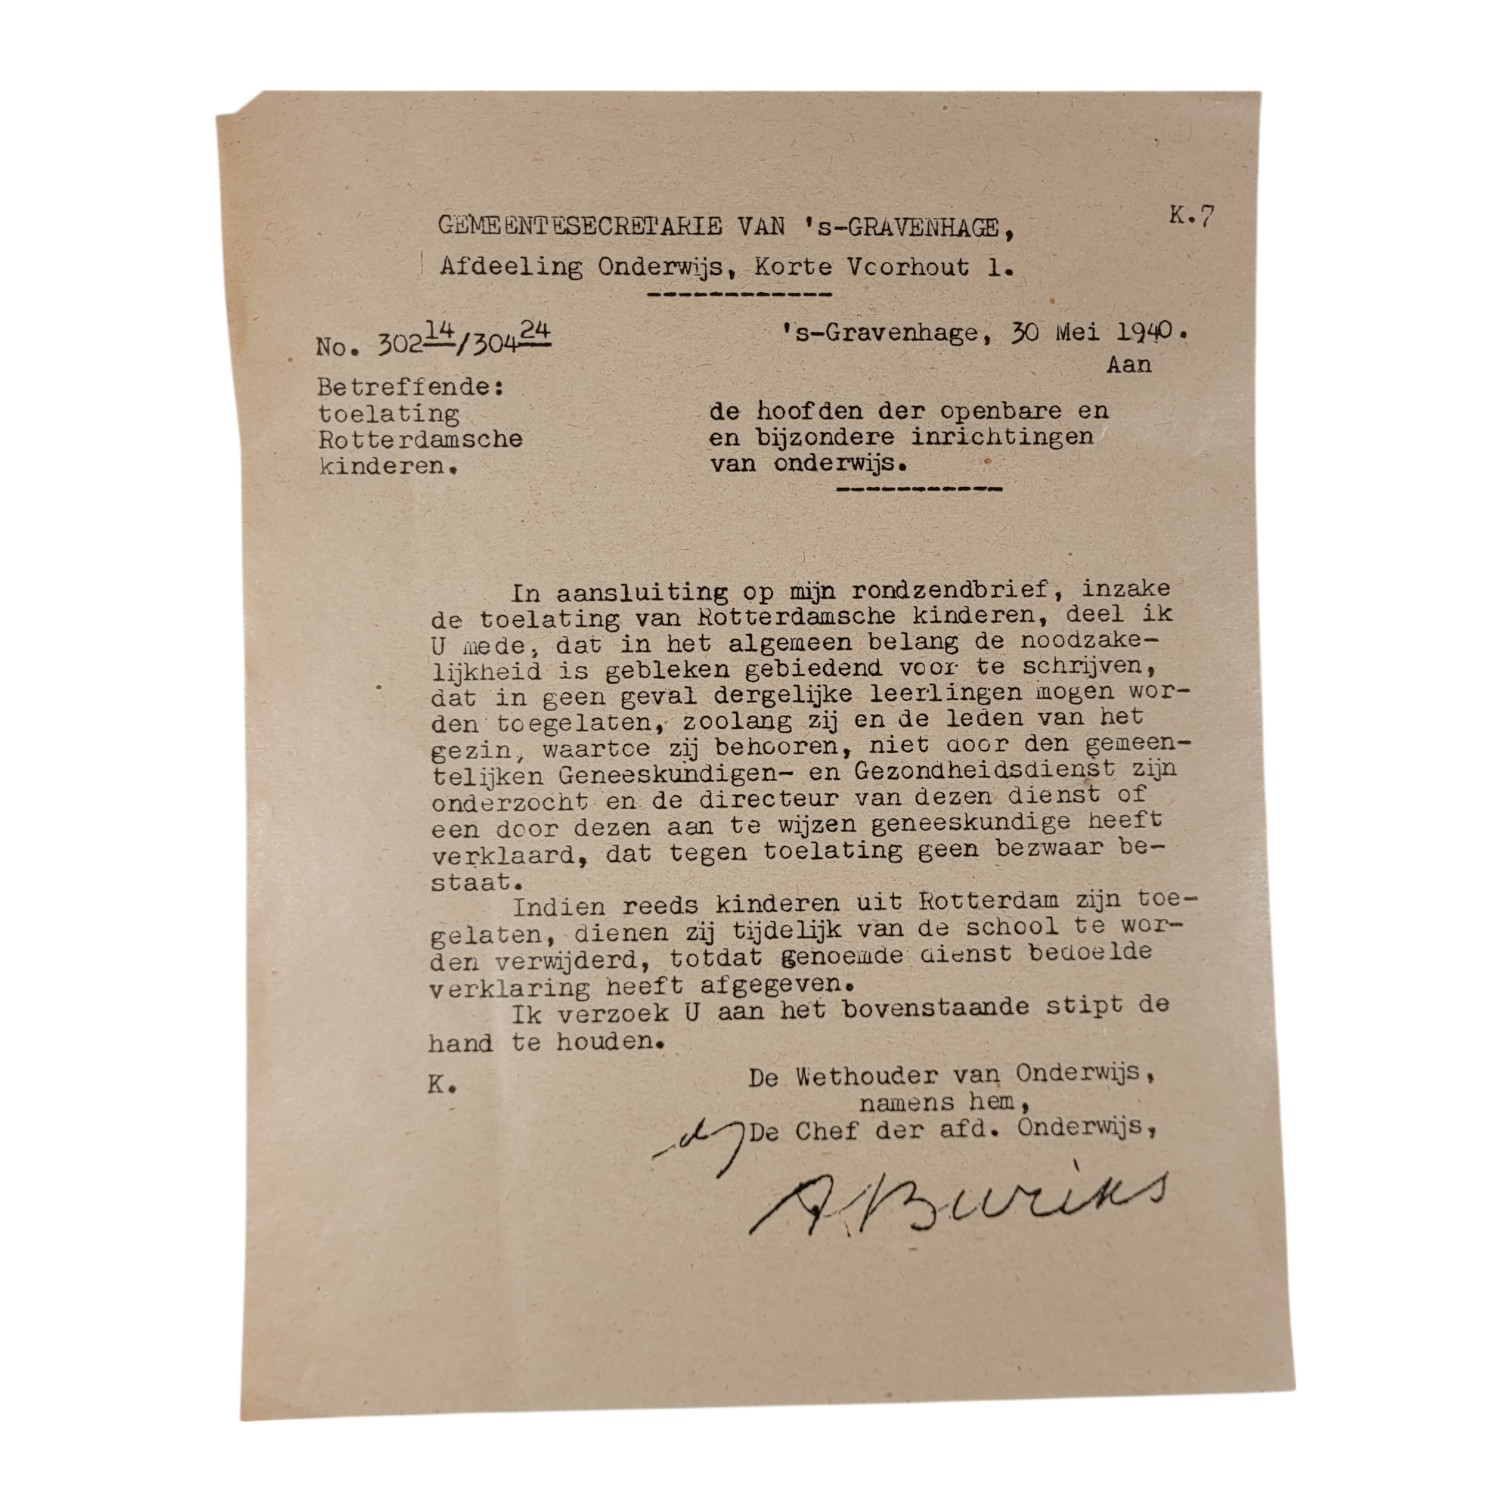 K.7
GEMEENTESECRETARIE VAN 's-GRAVENHAGE,
Afdeeling Onderwijs, Korte Voorhout 1.
No. 302¹⁴/304²⁴
's-Gravenhage, 30 Mei 1940.
Aan
Betreffende:
toelating
Rotterdamsche
kinderen.
de hoofden der openbare en
en bijzondere inrichtingen
van onderwijs.
In aansluiting op mijn rondzendbrief, inzake
de toelating van Rotterdamsche kinderen, deel ik
U mede, dat in het algemeen belang de noodzake-
lijkheid is gebleken gebiedend voor te schrijven,
dat in geen geval dergelijke leerlingen mogen wor-
den toegelaten, zoolang zij en de leden van het
gezin, waartoe zij behooren, niet door den gemeen-
telijken Geneeskundigen- en Gezondheidsdienst zijn
onderzocht en de directeur van dezen dienst of
een door dezen aan te wijzen geneeskundige heeft
verklaard, dat tegen toelating geen bezwaar be-
staat.
Indien reeds kinderen uit Rotterdam zijn toe-
gelaten, dienen zij tijdelijk van de school te wor-
den verwijderd, totdat genoemde dienst bedoelde
verklaring heeft afgegeven.
Ik verzoek U aan het bovenstaande stipt de
hand te houden.
K.
De Wethouder van Onderwijs,
namens hem,
De Chef der afd. Onderwijs,